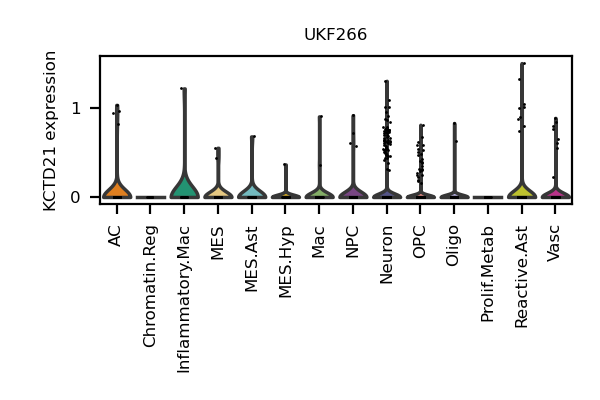 UKF266
KCTD21 expression
1
0
AC
Chromatin.Reg
Inflammatory.Mac
MES
MES.Ast
MES.Hyp
Mac
NPC
Neuron
OPC
Oligo
Prolif.Metab
Reactive.Ast
Vasc